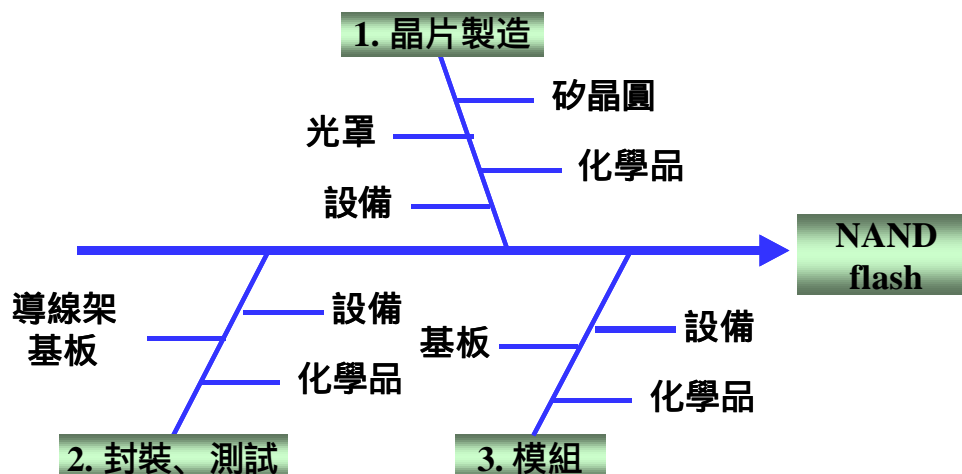 1. 晶片製造
矽晶圓
光罩
化學品
設備
NAND
flash
導線架
基板
設備
化學品
2. 封裝、測試
基板
設備
化學品
3. 模組